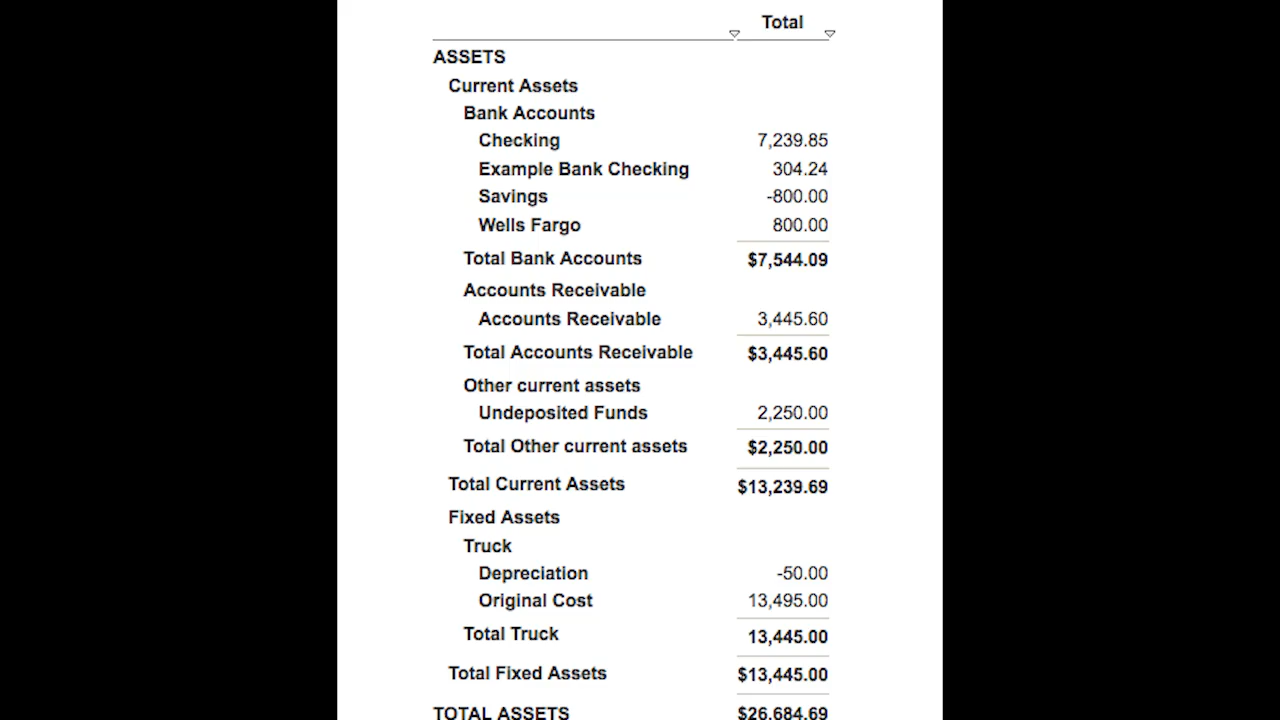 Total
ASSETS
Current Assets
Bank Accounts
Checking 7,239.85
Example Bank Checking 304.24
Savings -800.00
Wells Fargo 800.00
Total Bank Accounts $7,544.09
Accounts Receivable
Accounts Receivable 3,445.60
Total Accounts Receivable $3,445.60
Other current assets
Undeposited Funds 2,250.00
Total Other current assets $2,250.00
Total Current Assets $13,239.69
Fixed Assets
Truck
Depreciation -50.00
Original Cost 13,495.00
Total Truck 13,445.00
Total Fixed Assets $13,445.00
TOTAL ASSETS $26,684.69